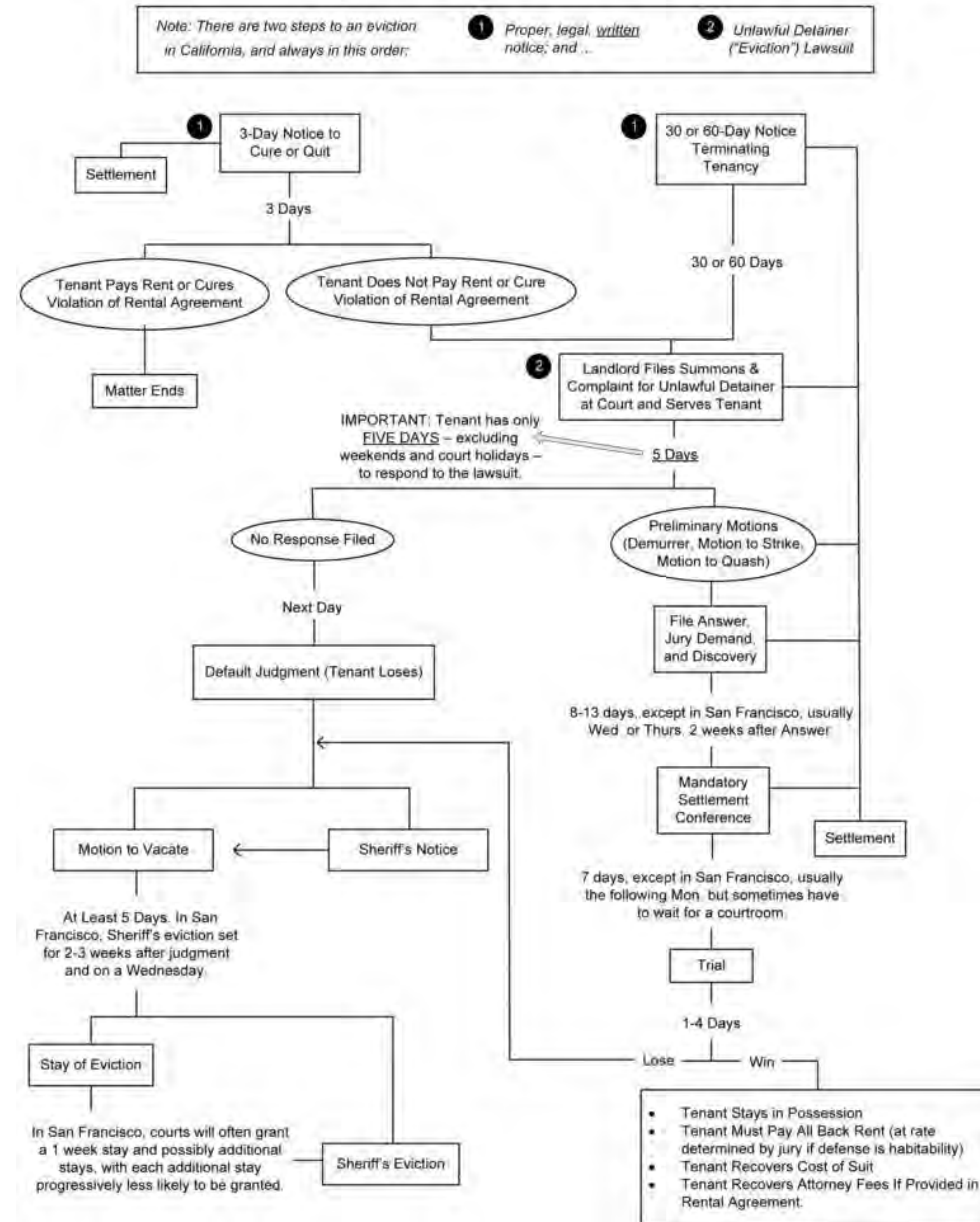 Note: There are two steps to an eviction
in California, and always in this order:
1
Proper, legal, written
notice; and ...
2
Unlawful Detainer
("Eviction") Lawsuit
1
3-Day Notice to
Cure or Quit
Settlement
3 Days
Tenant Pays Rent or Cures
Violation of Rental Agreement
Tenant Does Not Pay Rent or Cure
Violation of Rental Agreement
Matter Ends
1
30 or 60-Day Notice
Terminating
Tenancy
30 or 60 Days
2
Landlord Files Summons &
Complaint for Unlawful Detainer
at Court and Serves Tenant
IMPORTANT: Tenant has only
FIVE DAYS – excluding
weekends and court holidays –
to respond to the lawsuit.
5 Days
No Response Filed
Preliminary Motions
(Demurrer, Motion to Strike,
Motion to Quash)
Next Day
Default Judgment (Tenant Loses)
File Answer,
Jury Demand,
and Discovery
8-13 days, except in San Francisco, usually
Wed. or Thurs. 2 weeks after Answer
Mandatory
Settlement
Conference
Settlement
Motion to Vacate
Sheriff's Notice
7 days, except in San Francisco, usually
the following Mon. but sometimes have
to wait for a courtroom.
At Least 5 Days. In San
Francisco, Sheriff's eviction set
for 2-3 weeks after judgment
and on a Wednesday.
Trial
1-4 Days
Lose
Win
Stay of Eviction
In San Francisco, courts will often grant
a 1 week stay and possibly additional
stays, with each additional stay
progressively less likely to be granted.
Sheriff's Eviction
• Tenant Stays in Possession
• Tenant Must Pay All Back Rent (at rate
determined by jury if defense is habitability)
• Tenant Recovers Cost of Suit
• Tenant Recovers Attorney Fees If Provided in
Rental Agreement.